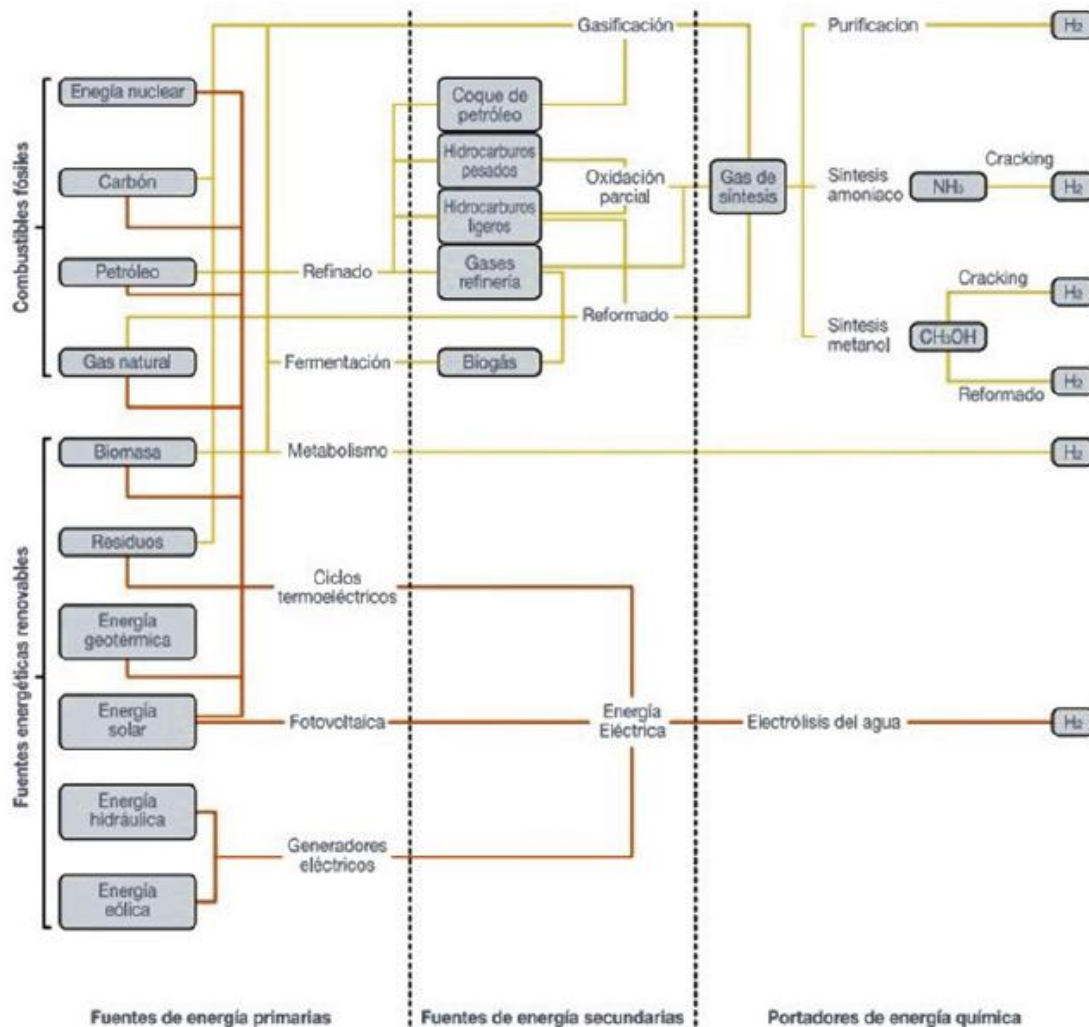 Gasificación
Purificacion
H₂
Enegía nuclear
Coque de
petróleo
Combustibles fósiles
Carbón
Hidrocarburos
pesados
Oxidación
parcial
Gas de
síntesis
Síntesis
amoniaco
NH₃
Cracking
H₂
Hidrocarburos
ligeros
Petróleo
Refinado
Gases
refinería
Cracking
H₂
Reformado
Síntesis
metanol
CH₃OH
Gas natural
Fermentación
Biogás
Reformado
H₂
Biomasa
Metabolismo
H₂
Fuentes energéticas renovables
Residuos
Ciclos
termoeléctricos
Energía
geotérmica
Energía
solar
Fotovoltaíca
Energía
Eléctrica
Electrólisis del agua
H₂
Energía
hidráulica
Generadores
eléctricos
Energía
eólica
Fuentes de energía primarias
Fuentes de energía secundarias
Portadores de energía química